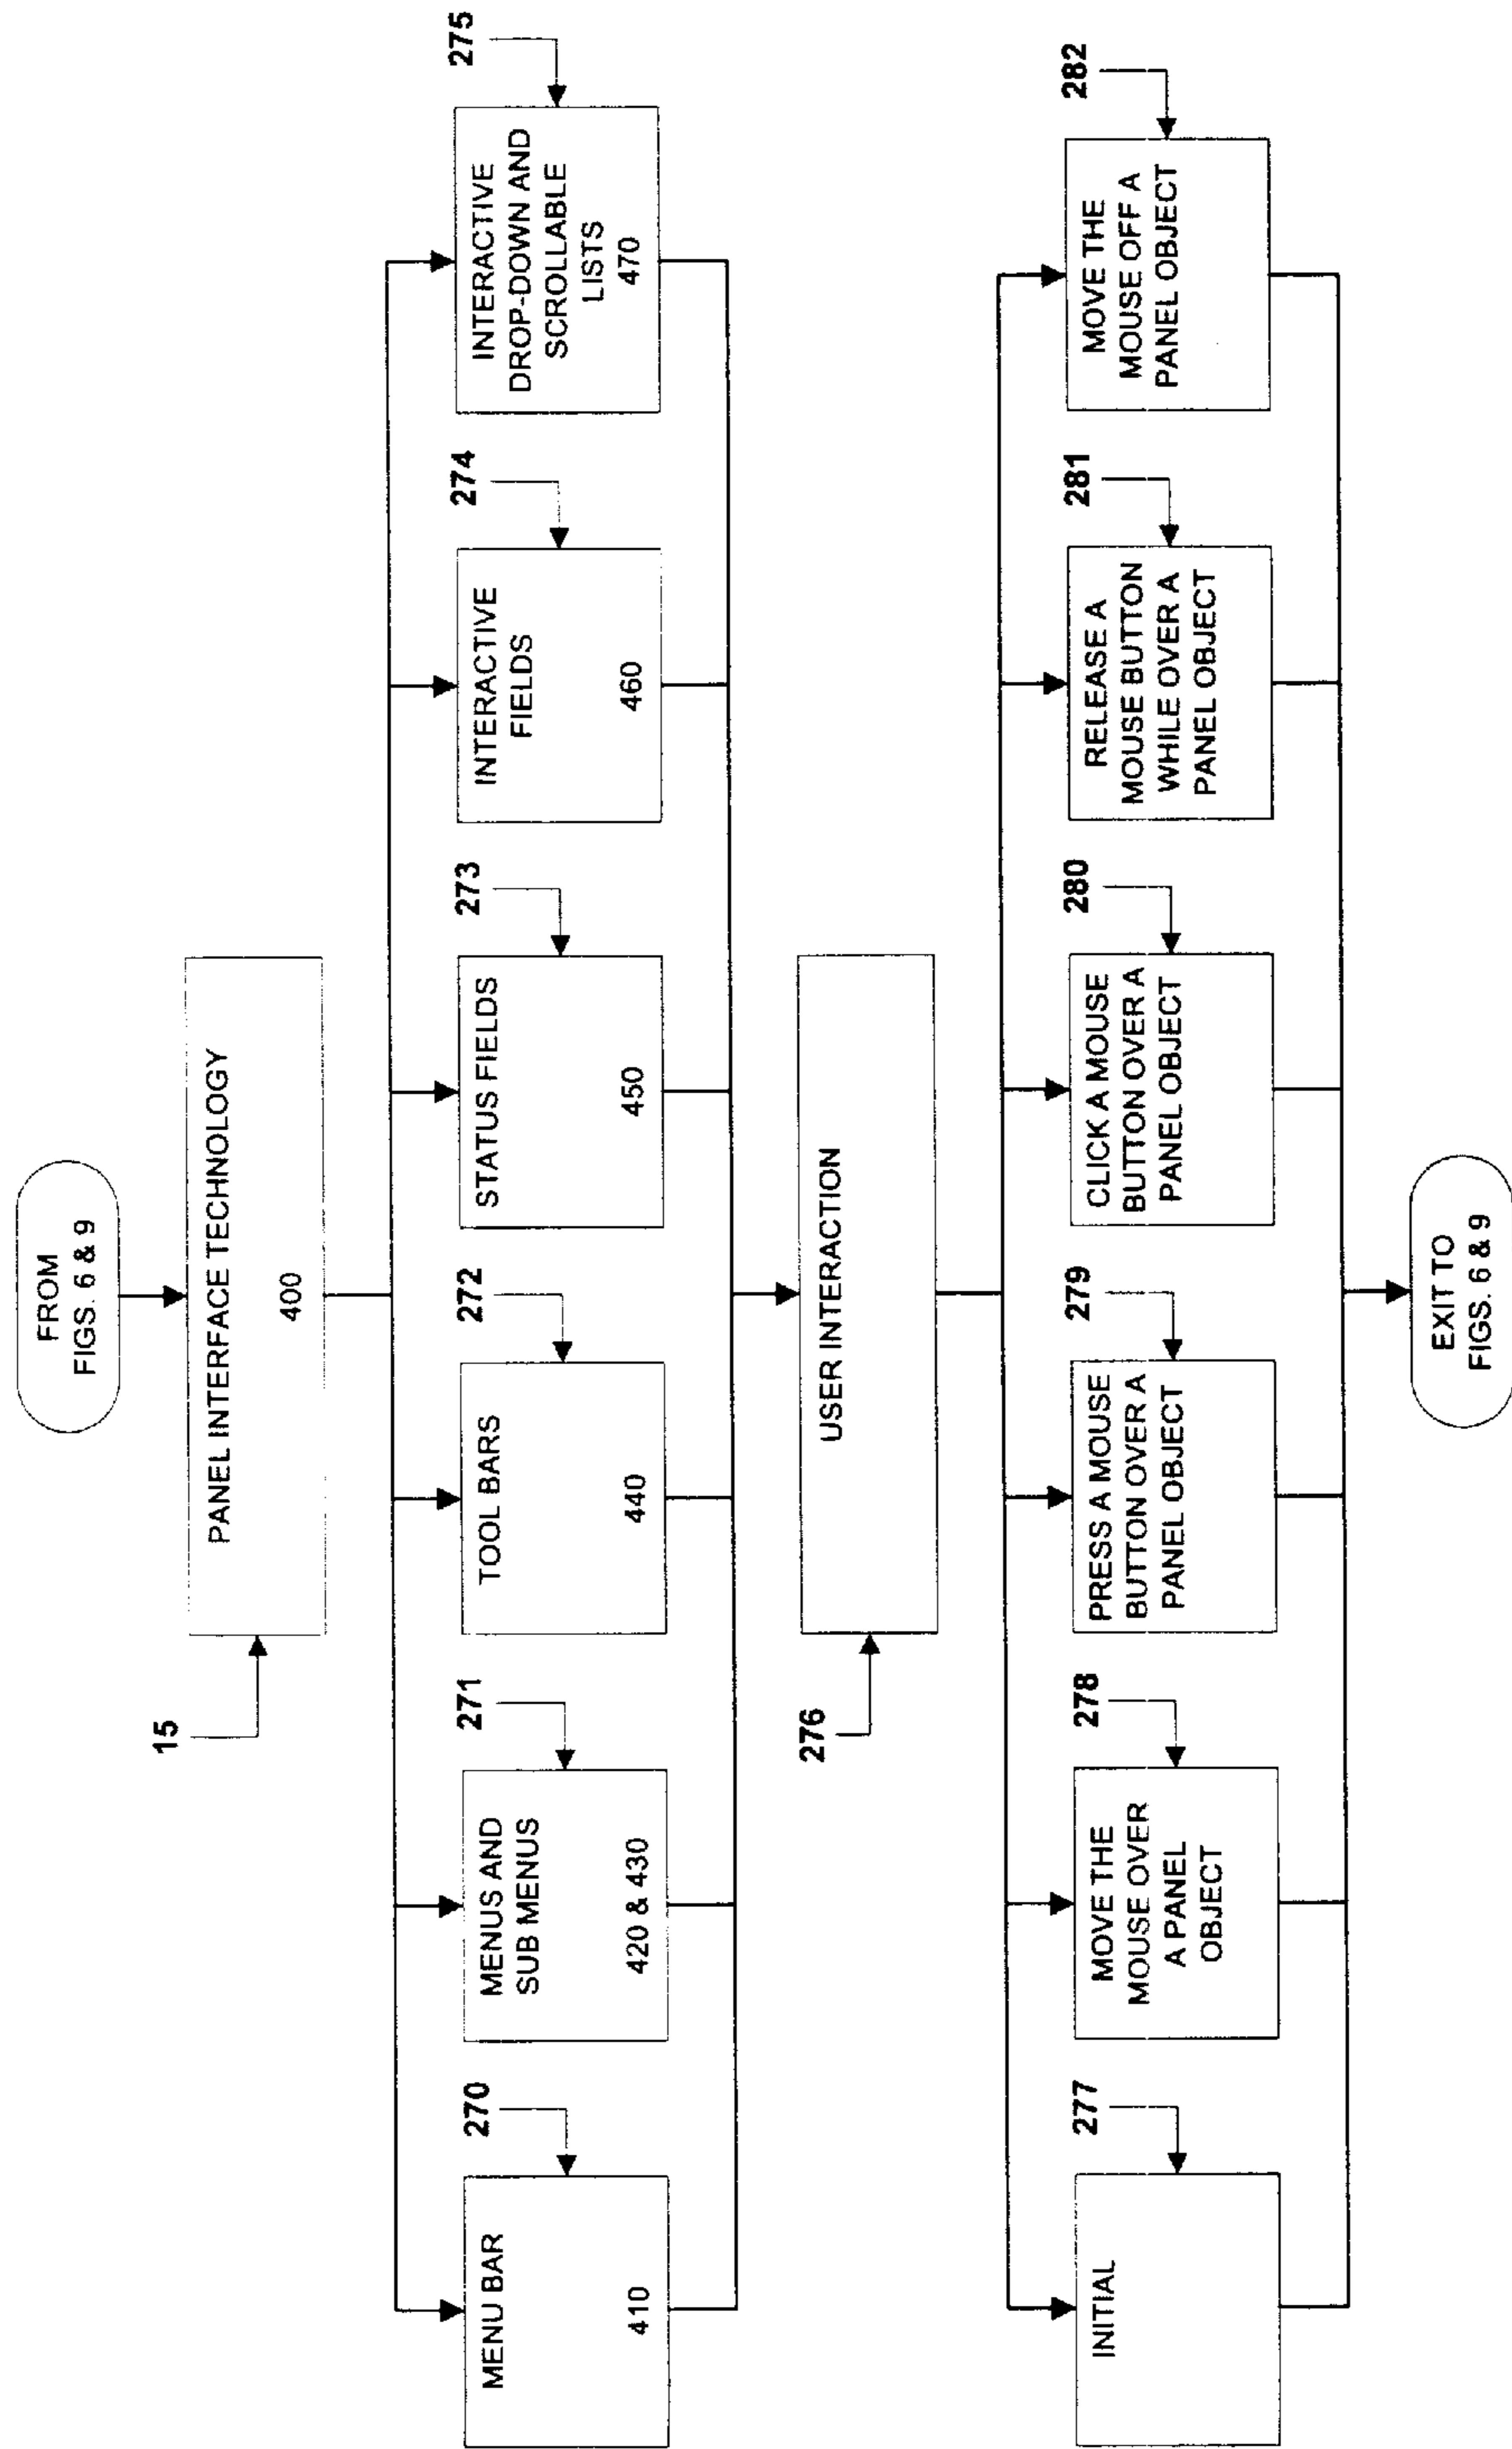 FROM
FIGS. 6 & 9
15
PANEL INTERFACE TECHNOLOGY
400
270
MENU BAR
410
271
MENUS AND
SUB MENUS
420 & 430
272
TOOL BARS
440
273
STATUS FIELDS
450
274
INTERACTIVE
FIELDS
460
275
INTERACTIVE
DROP-DOWN AND
SCROLLABLE
LISTS
470
276
USER INTERACTION
277
INITIAL
278
MOVE THE
MOUSE OVER
A PANEL
OBJECT
279
PRESS A MOUSE
BUTTON OVER A
PANEL OBJECT
280
CLICK A MOUSE
BUTTON OVER A
PANEL OBJECT
281
RELEASE A
MOUSE BUTTON
WHILE OVER A
PANEL OBJECT
282
MOVE THE
MOUSE OFF A
PANEL OBJECT
EXIT TO
FIGS. 6 & 9